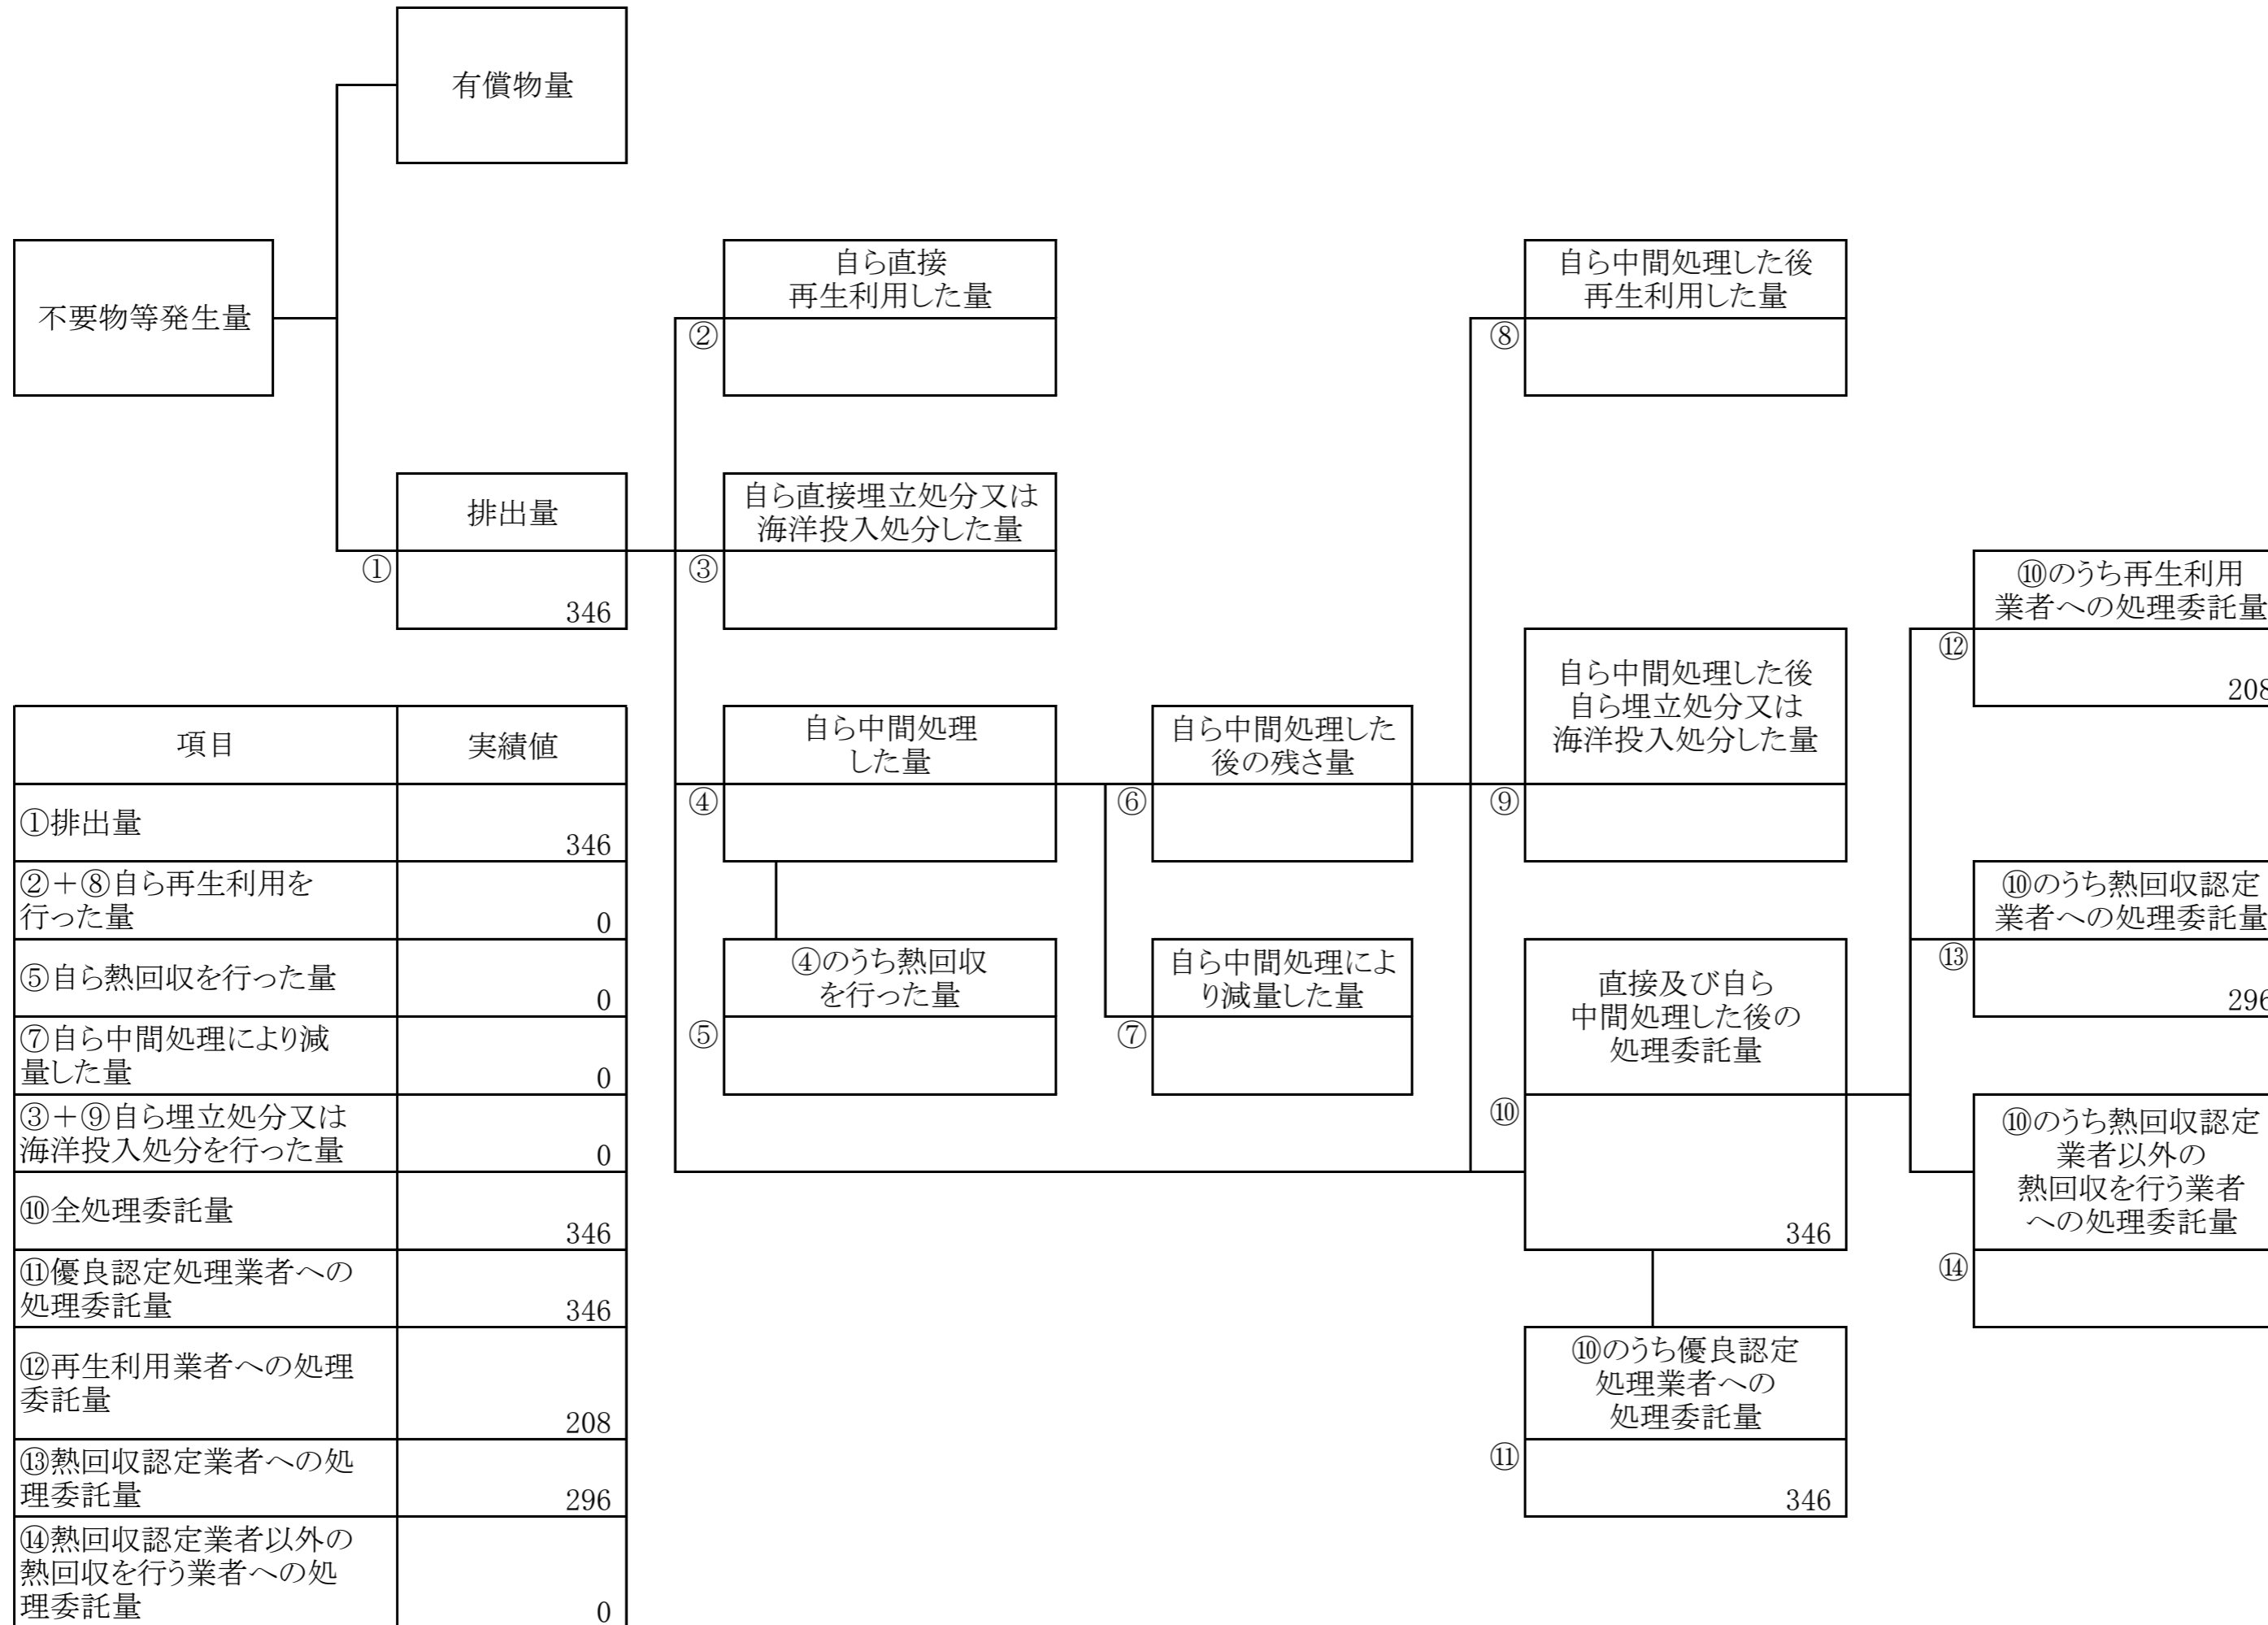 有償物量
不要物等発生量
自ら直接
再生利用した量
②
自ら中間処理した後
再生利用した量
⑧
排出量
①
346
自ら直接埋立処分又は
海洋投入処分した量
③
⑩のうち再生利用
業者への処理委託量
⑫
208
自ら中間処理
した量
④
自ら中間処理した
後の残さ量
⑥
自ら中間処理した後
自ら埋立処分又は
海洋投入処分した量
⑨
⑩のうち熱回収認定
業者への処理委託量
⑬
296
④のうち熱回収
を行った量
⑤
自ら中間処理によ
り減量した量
⑦
直接及び自ら
中間処理した後の
処理委託量
⑩
346
⑩のうち熱回収認定
業者以外の
熱回収を行う業者
への処理委託量
⑭
⑩のうち優良認定
処理業者への
処理委託量
⑪
346
項目 実績値
①排出量
346
②+⑧自ら再生利用を
行った量 0
⑤自ら熱回収を行った量
0
⑦自ら中間処理により減
量した量 0
③+⑨自ら埋立処分又は
海洋投入処分を行った量 0
⑩全処理委託量
346
⑪優良認定処理業者への
処理委託量 346
⑫再生利用業者への処理
委託量
208
⑬熱回収認定業者への処
理委託量 296
⑭熱回収認定業者以外の
熱回収を行う業者への処
理委託量 0